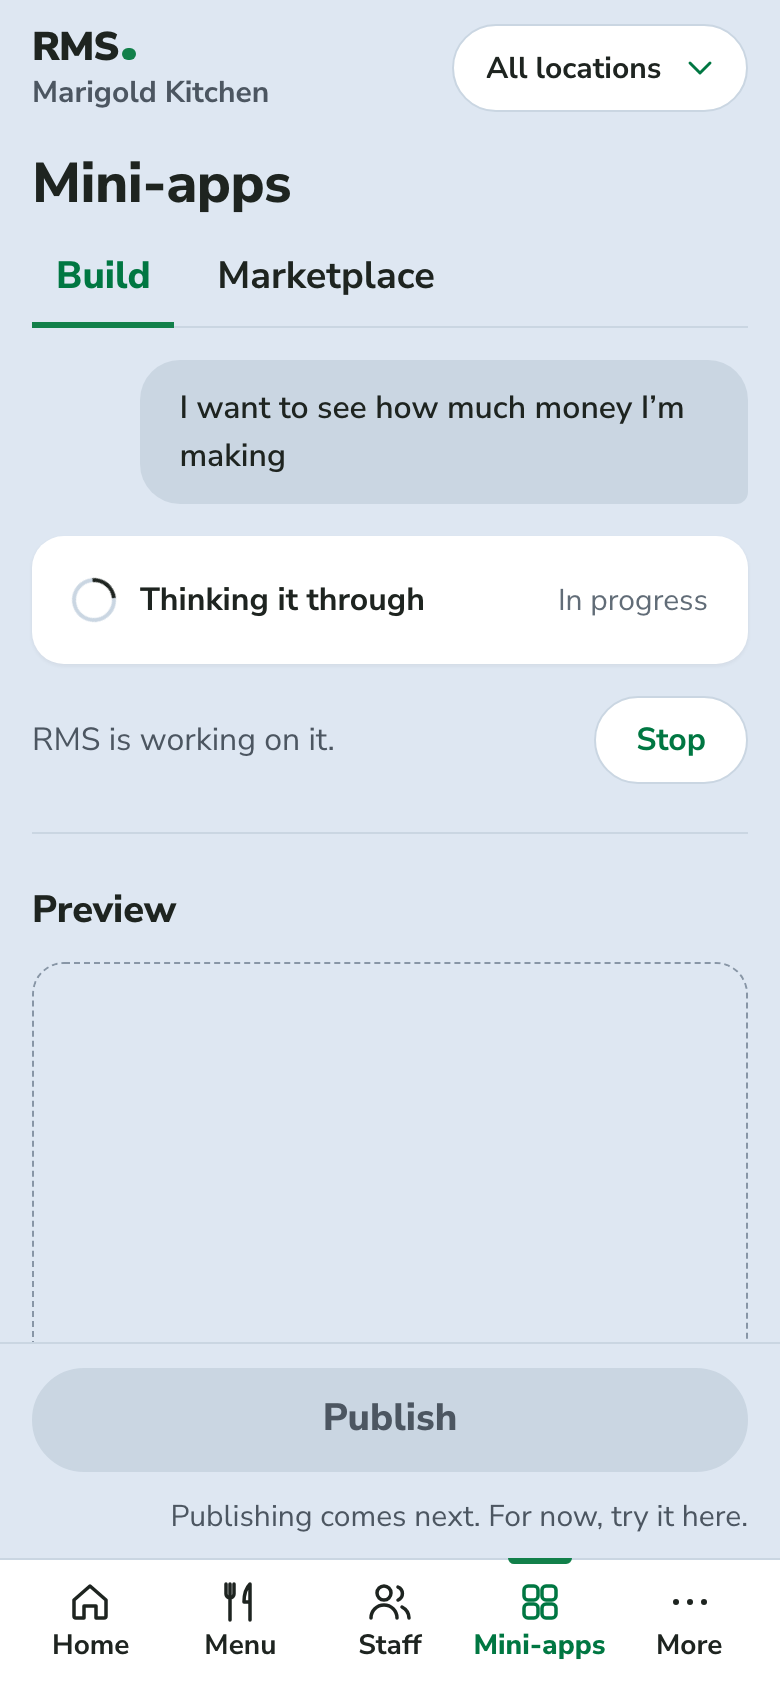 RMS.
Marigold Kitchen
All locations
Mini-apps
Build
Marketplace
I want to see how much money I’m
making
Thinking it through
In progress
RMS is working on it.
Stop
Preview
Publish
Publishing comes next. For now, try it here.
Home
Menu
Staff
Mini-apps
More